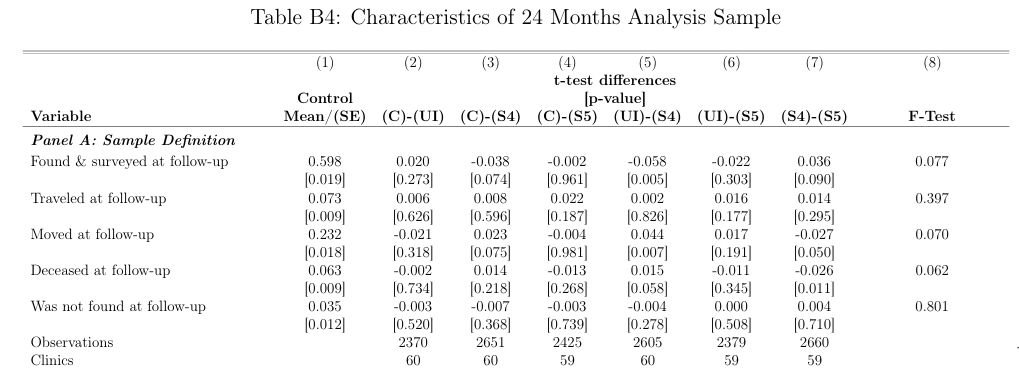 Table B4: Characteristics of 24 Months Analysis Sample
(1) (2) (3) (4) (5) (6) (7) (8)
t-test differences
Control [p-value]
Variable Mean/(SE) (C)-(UI) (C)-(S4) (C)-(S5) (UI)-(S4) (UI)-(S5) (S4)-(S5) F-Test
Panel A: Sample Definition
Found & surveyed at follow-up 0.598 0.020 -0.038 -0.002 -0.058 -0.022 0.036 0.077
[0.019] [0.273] [0.074] [0.961] [0.005] [0.303] [0.090]
Traveled at follow-up 0.073 0.006 0.008 0.022 0.002 0.016 0.014 0.397
[0.009] [0.626] [0.596] [0.187] [0.826] [0.177] [0.295]
Moved at follow-up 0.232 -0.021 0.023 -0.004 0.044 0.017 -0.027 0.070
[0.018] [0.318] [0.075] [0.981] [0.007] [0.191] [0.050]
Deceased at follow-up 0.063 -0.002 0.014 -0.013 0.015 -0.011 -0.026 0.062
[0.009] [0.734] [0.218] [0.268] [0.058] [0.345] [0.011]
Was not found at follow-up 0.035 -0.003 -0.007 -0.003 -0.004 0.000 0.004 0.801
[0.012] [0.520] [0.368] [0.739] [0.278] [0.508] [0.710]
Observations 2370 2651 2425 2605 2379 2660
Clinics 60 60 59 60 59 59